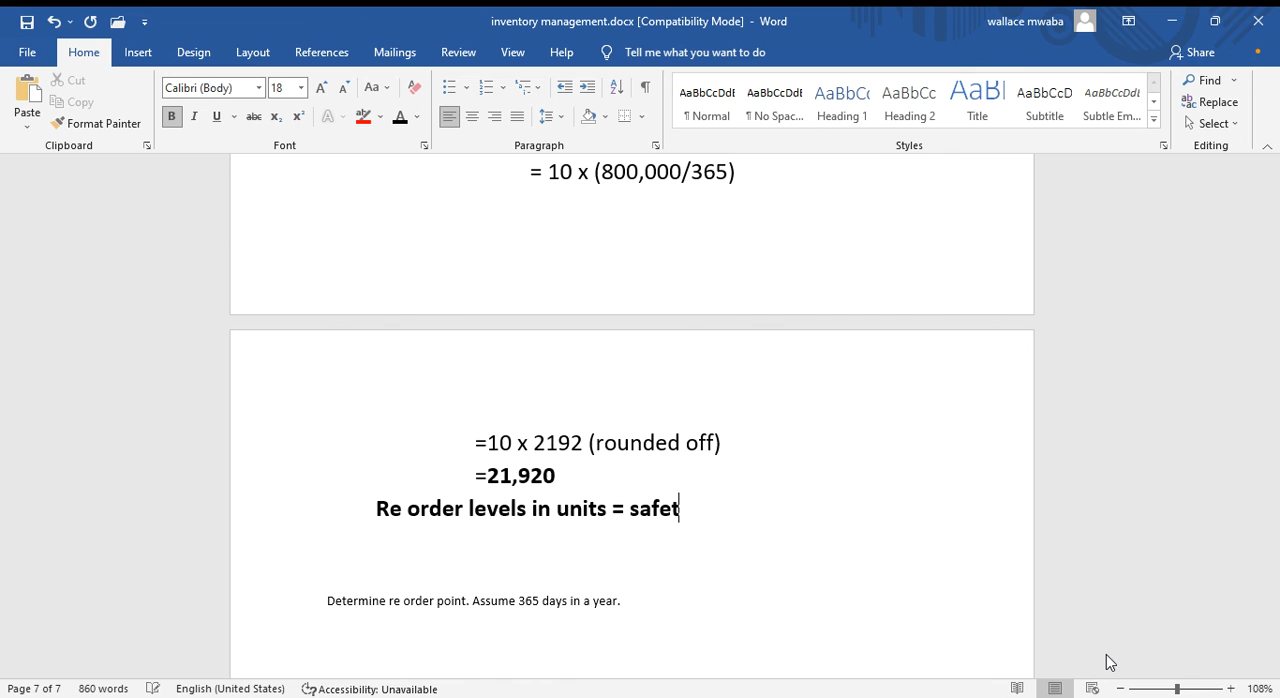 inventory management.docx [Compatibility Mode] - Word
wallace mwaba
File Home Insert Design Layout References Mailings Review View Help Tell me what you want to do Share
Cut
Copy
Paste
Format Painter
Clipboard
Calibri (Body) 18
Font
Paragraph
AaBbCcDdE AaBbCcDdE AaBbCc AaBbCc AaBl AaBbCcD AaBbCcDdE
¶ Normal ¶ No Spac... Heading 1 Heading 2 Title Subtitle Subtle Em...
Styles
Find
Replace
Select
Editing
= 10 x (800,000/365)
=10 x 2192 (rounded off)
=21,920
Re order levels in units = safet
Determine re order point. Assume 365 days in a year.
Page 7 of 7 860 words English (United States) Accessibility: Unavailable 108%